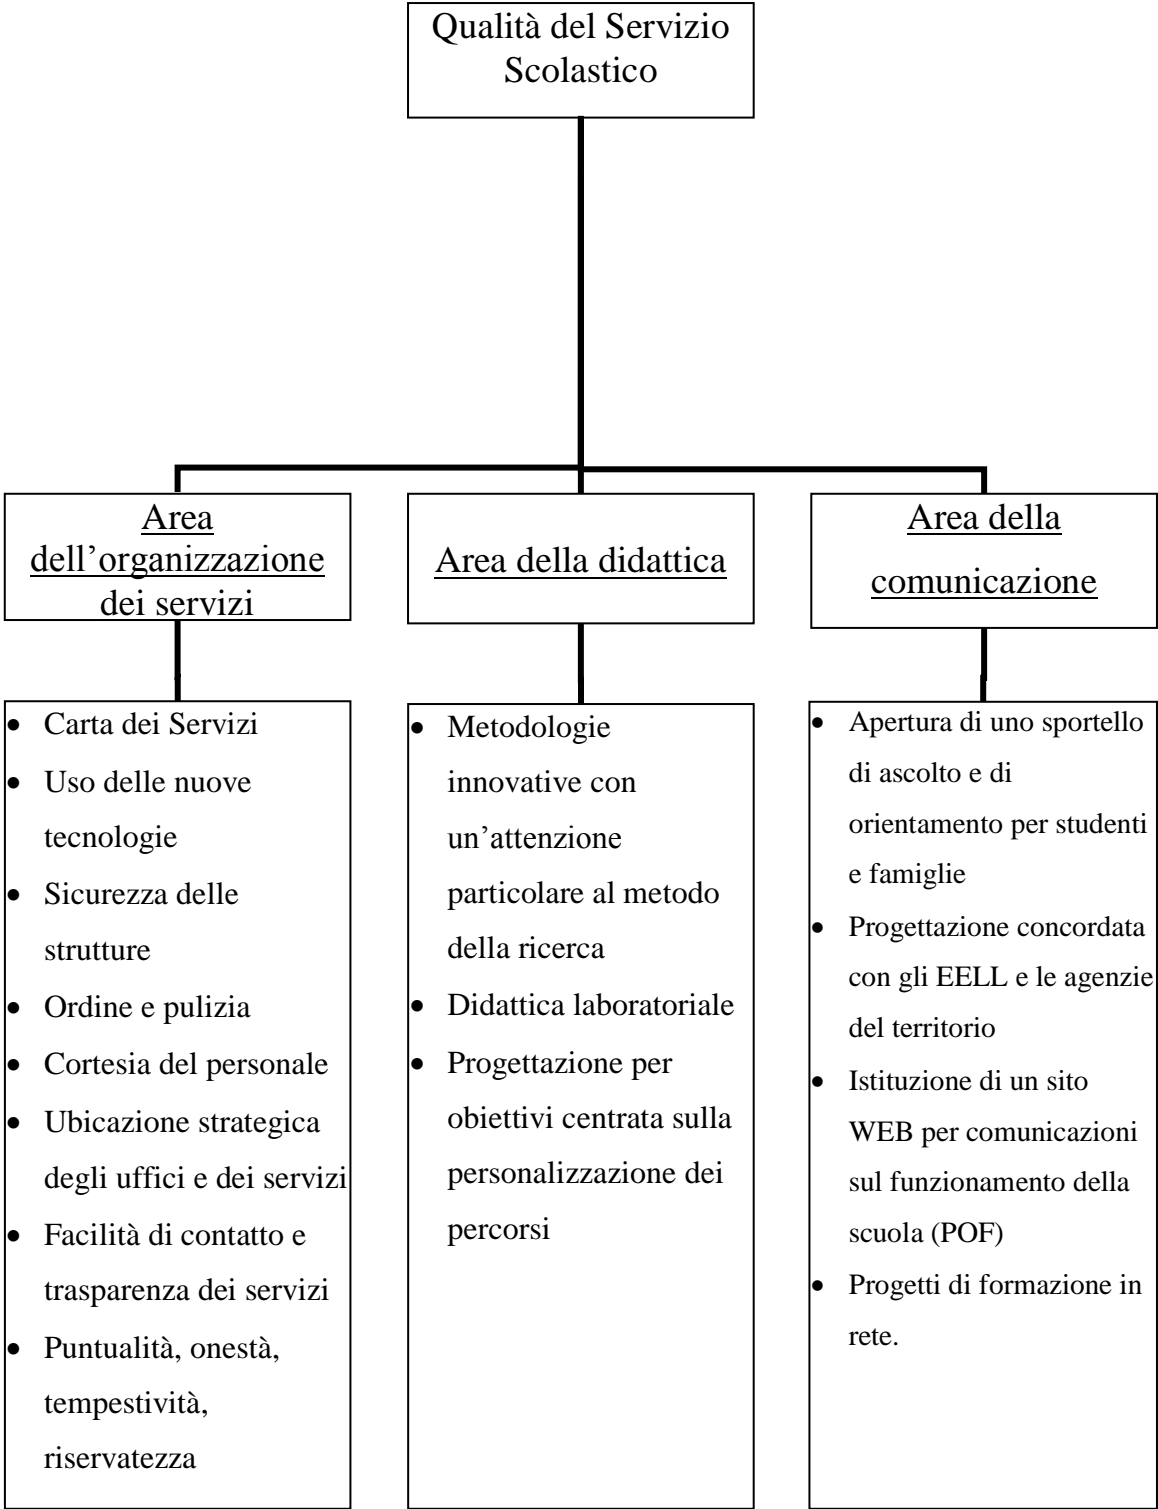 Qualità del Servizio
Scolastico
Area
dell’organizzazione
dei servizi
• Carta dei Servizi
• Uso delle nuove
tecnologie
• Sicurezza delle
strutture
• Ordine e pulizia
• Cortesia del personale
• Ubicazione strategica
degli uffici e dei servizi
• Facilità di contatto e
trasparenza dei servizi
• Puntualità, onestà,
tempestività,
riservatezza
Area della didattica
• Metodologie
innovative con
un’attenzione
particolare al metodo
della ricerca
• Didattica laboratoriale
• Progettazione per
obiettivi centrata sulla
personalizzazione dei
percorsi
Area della
comunicazione
• Apertura di uno sportello
di ascolto e di
orientamento per studenti
e famiglie
• Progettazione concordata
con gli EELL e le agenzie
del territorio
• Istituzione di un sito
WEB per comunicazioni
sul funzionamento della
scuola (POF)
• Progetti di formazione in
rete.